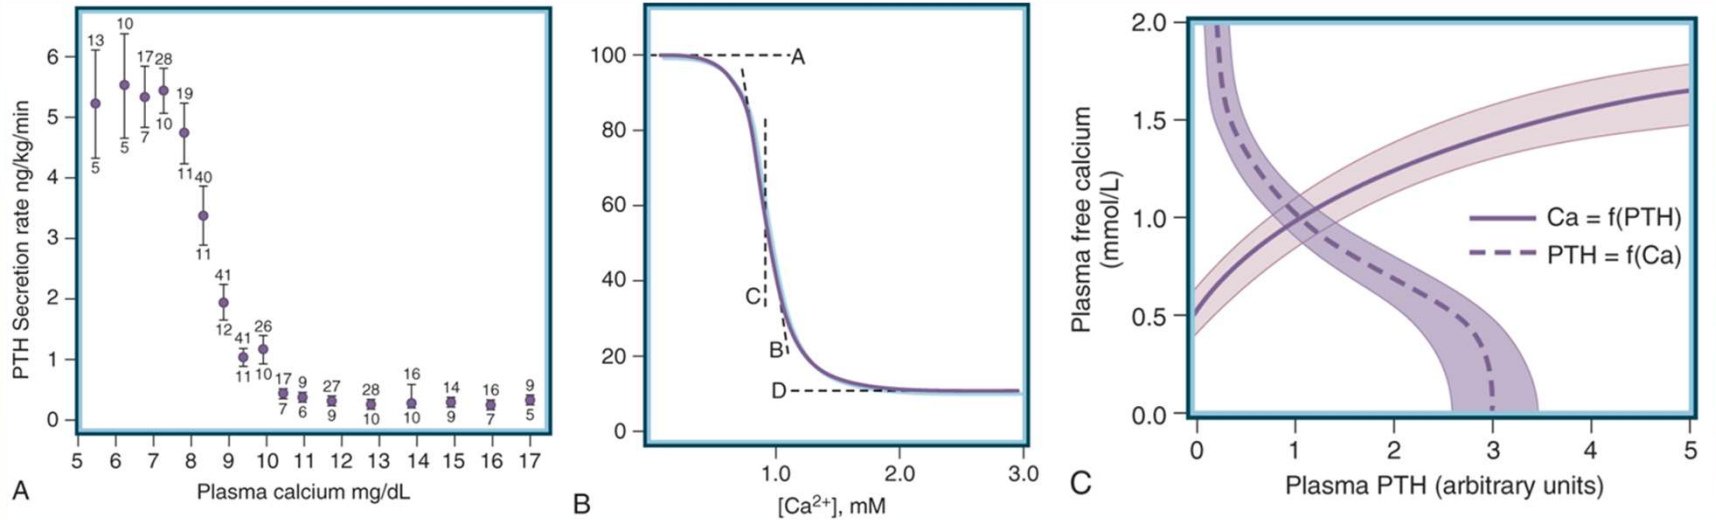 PTH Secretion rate ng/kg/min
6
5
4
3
2
1
0
13
5
10
5
17
7
28
10
19
11
40
11
41
12
41
11
26
10
17
7
9
6
27
9
28
10
16
10
14
9
16
7
9
5
5 6 7 8 9 10 11 12 13 14 15 16 17
Plasma calcium mg/dL
A
100
80
60
40
20
0
A
C
B
D
1.0 2.0 3.0
[Ca²⁺], mM
B
Plasma free calcium
(mmol/L)
2.0
1.5
1.0
0.5
0.0
Ca = f(PTH)
PTH = f(Ca)
0 1 2 3 4 5
Plasma PTH (arbitrary units)
C